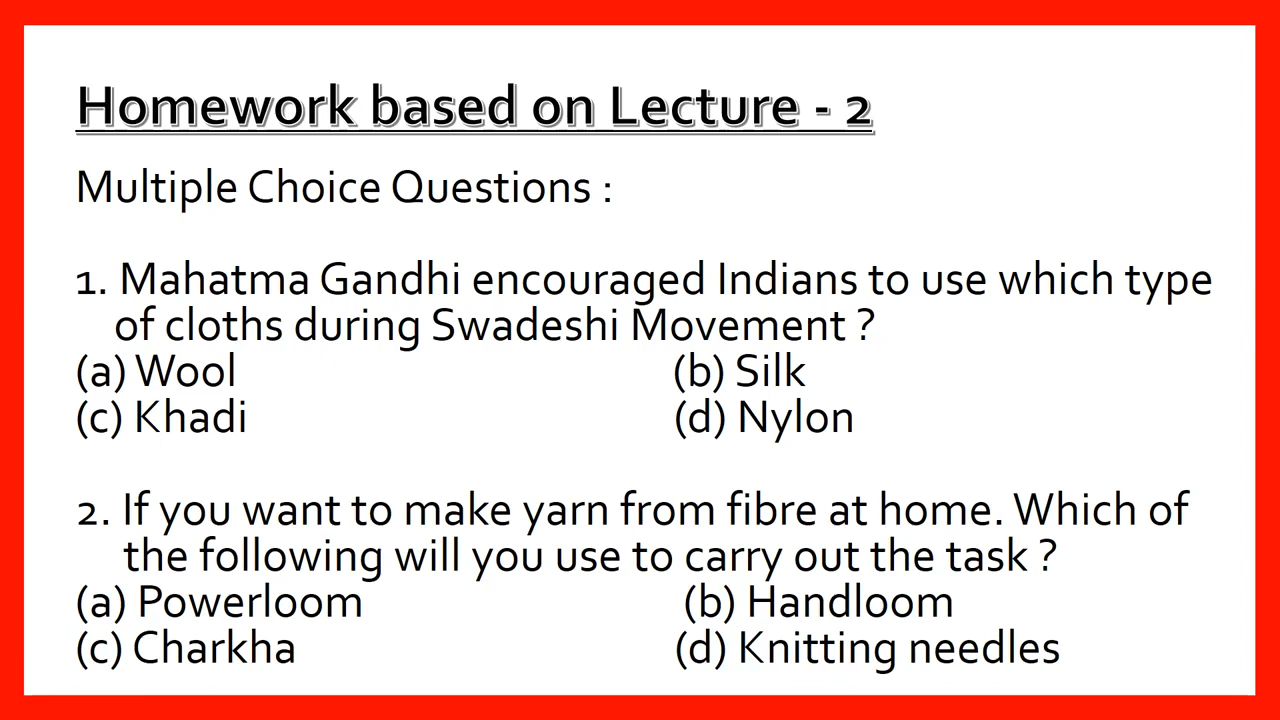 Homework based on Lecture - 2
Multiple Choice Questions :
1. Mahatma Gandhi encouraged Indians to use which type
of cloths during Swadeshi Movement ?
(a) Wool (b) Silk
(c) Khadi (d) Nylon
2. If you want to make yarn from fibre at home. Which of
the following will you use to carry out the task ?
(a) Powerloom (b) Handloom
(c) Charkha (d) Knitting needles